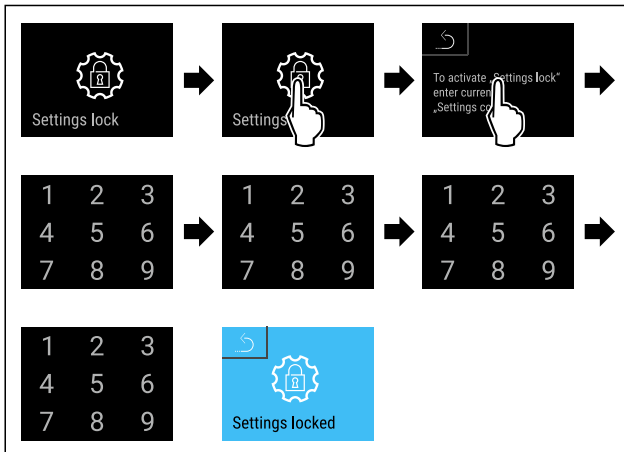 Settings lock
Settings
To activate „Settings lock“
enter curren
„Settings co
1 2 3
4 5 6
7 8 9
1 2 3
4 5 6
7 8 9
1 2 3
4 5 6
7 8 9
1 2 3
4 5 6
7 8 9
Settings locked